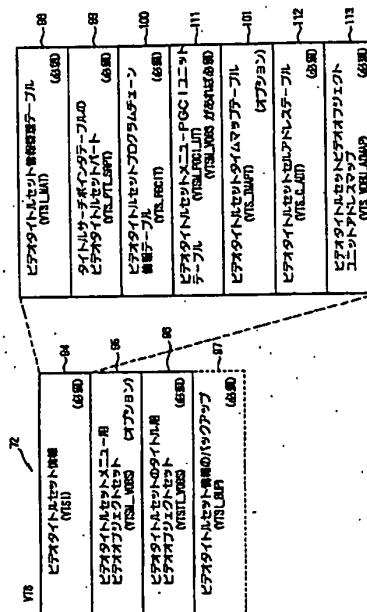 VTS
72
ビデオタイトルセット情報
(VTSI)
(必須)
94
ビデオタイトルセットメニュー用
ビデオオブジェクトセット
(VTSM_VOBS)
(オプション)
95
ビデオタイトルセットのタイトル用
ビデオオブジェクトセット
(VTSTT_VOBS)
(必須)
96
ビデオタイトルセット情報のバックアップ
(VTSI_BUP)
(必須)
97
ビデオタイトルセット情報管理テーブル
(VTSI_MAT)
(必須)
98
タイトルサーチポインタテーブルの
ビデオタイトルセットパート
(VTS_PTT_SRPT)
(必須)
99
ビデオタイトルセットプログラムチェーン
情報テーブル
(VTS_PGCIT)
(必須)
100
ビデオタイトルセットメニューPGCIユニット
テーブル
(VTSM_PGCI_UT)
(VTSM_VOBS があれば必須)
111
ビデオタイトルセットタイムマップテーブル
(VTS_TMAPT)
(オプション)
101
ビデオタイトルセットセルアドレステーブル
(VTS_C_ADT)
(必須)
112
ビデオタイトルセットビデオオブジェクト
ユニットアドレスマップ
(VTS_VOBU_ADMAP)
(必須)
113